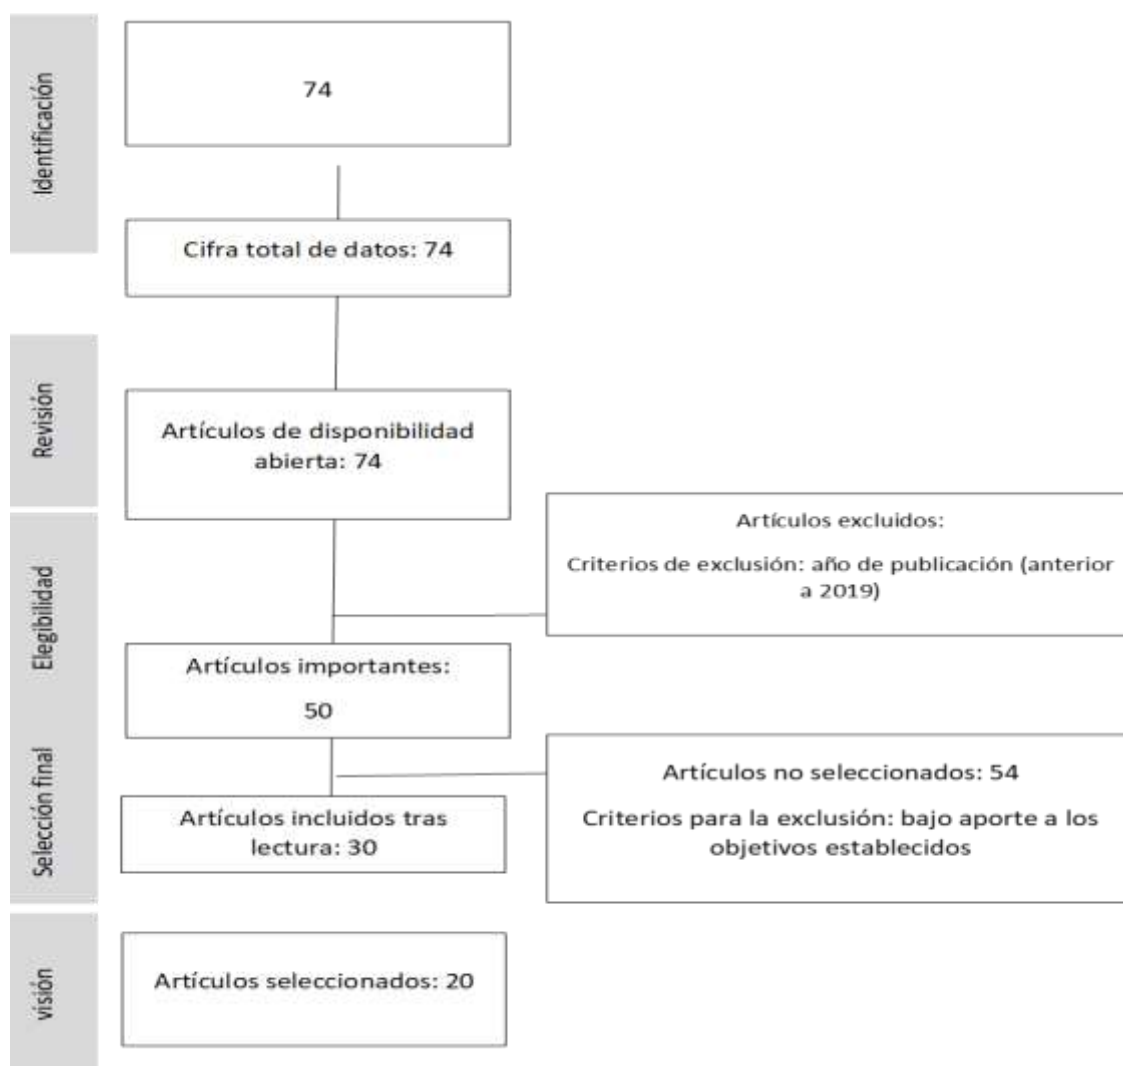 Identificación
74
Cifra total de datos: 74
Revisión
Artículos de disponibilidad
abierta: 74
Elegibilidad
Artículos excluidos:
Criterios de exclusión: año de publicación (anterior
a 2019)
Artículos importantes:
50
Selección final
Artículos no seleccionados: 54
Criterios para la exclusión: bajo aporte a los
objetivos establecidos
Artículos incluidos tras
lectura: 30
visión
Artículos seleccionados: 20